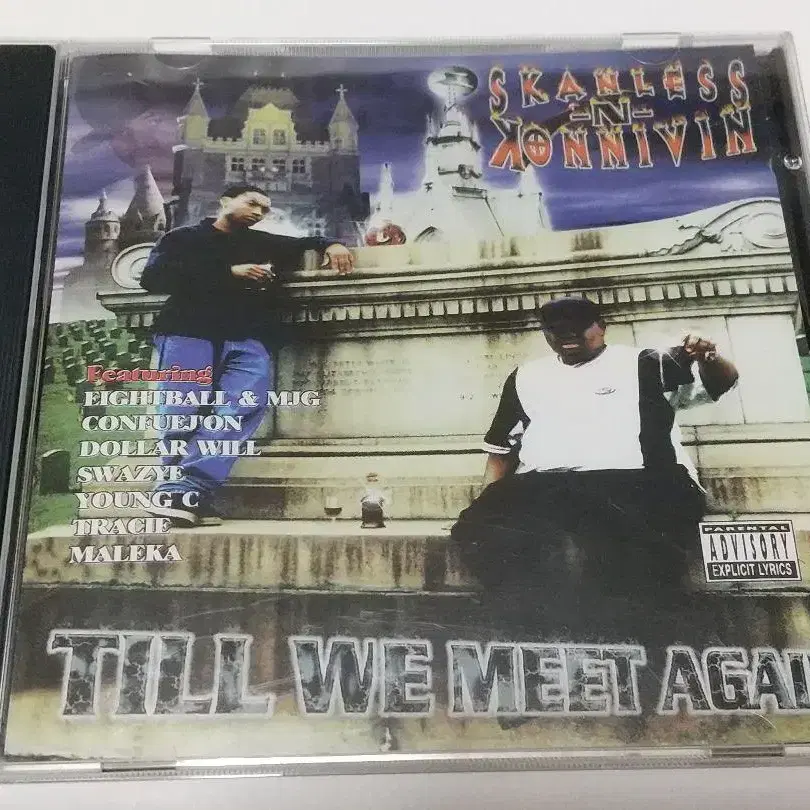 SKANLESS
-N-
KONNIVIN
Featuring
EIGHTBALL & MJG
CONFUEJ'ON
DOLLAR WILL
SWAZYE
YOUNG C
TRACIE
MALEKA
PARENTAL
ADVISORY
EXPLICIT LYRICS
TILL WE MEET AGAI